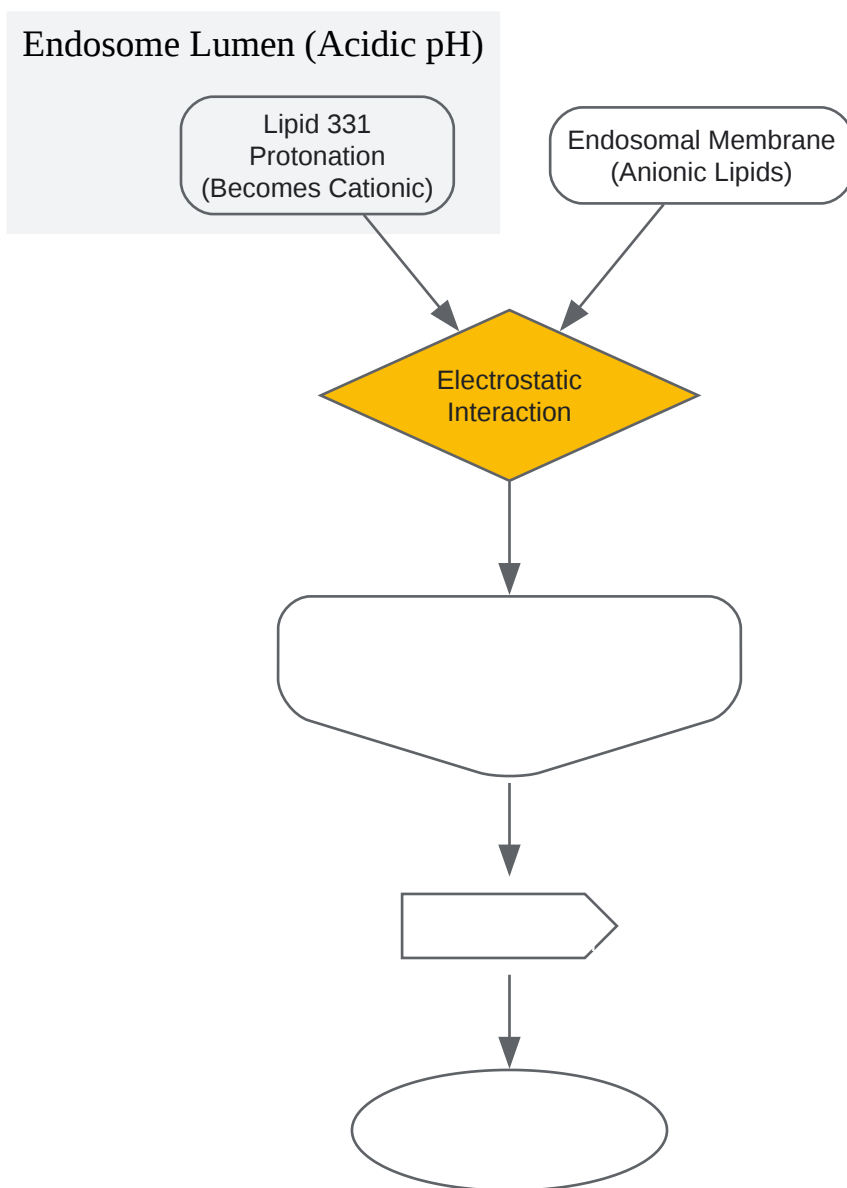 Endosome Lumen (Acidic pH)
Lipid 331
Protonation
(Becomes Cationic)
Endosomal Membrane
(Anionic Lipids)
Electrostatic
Interaction